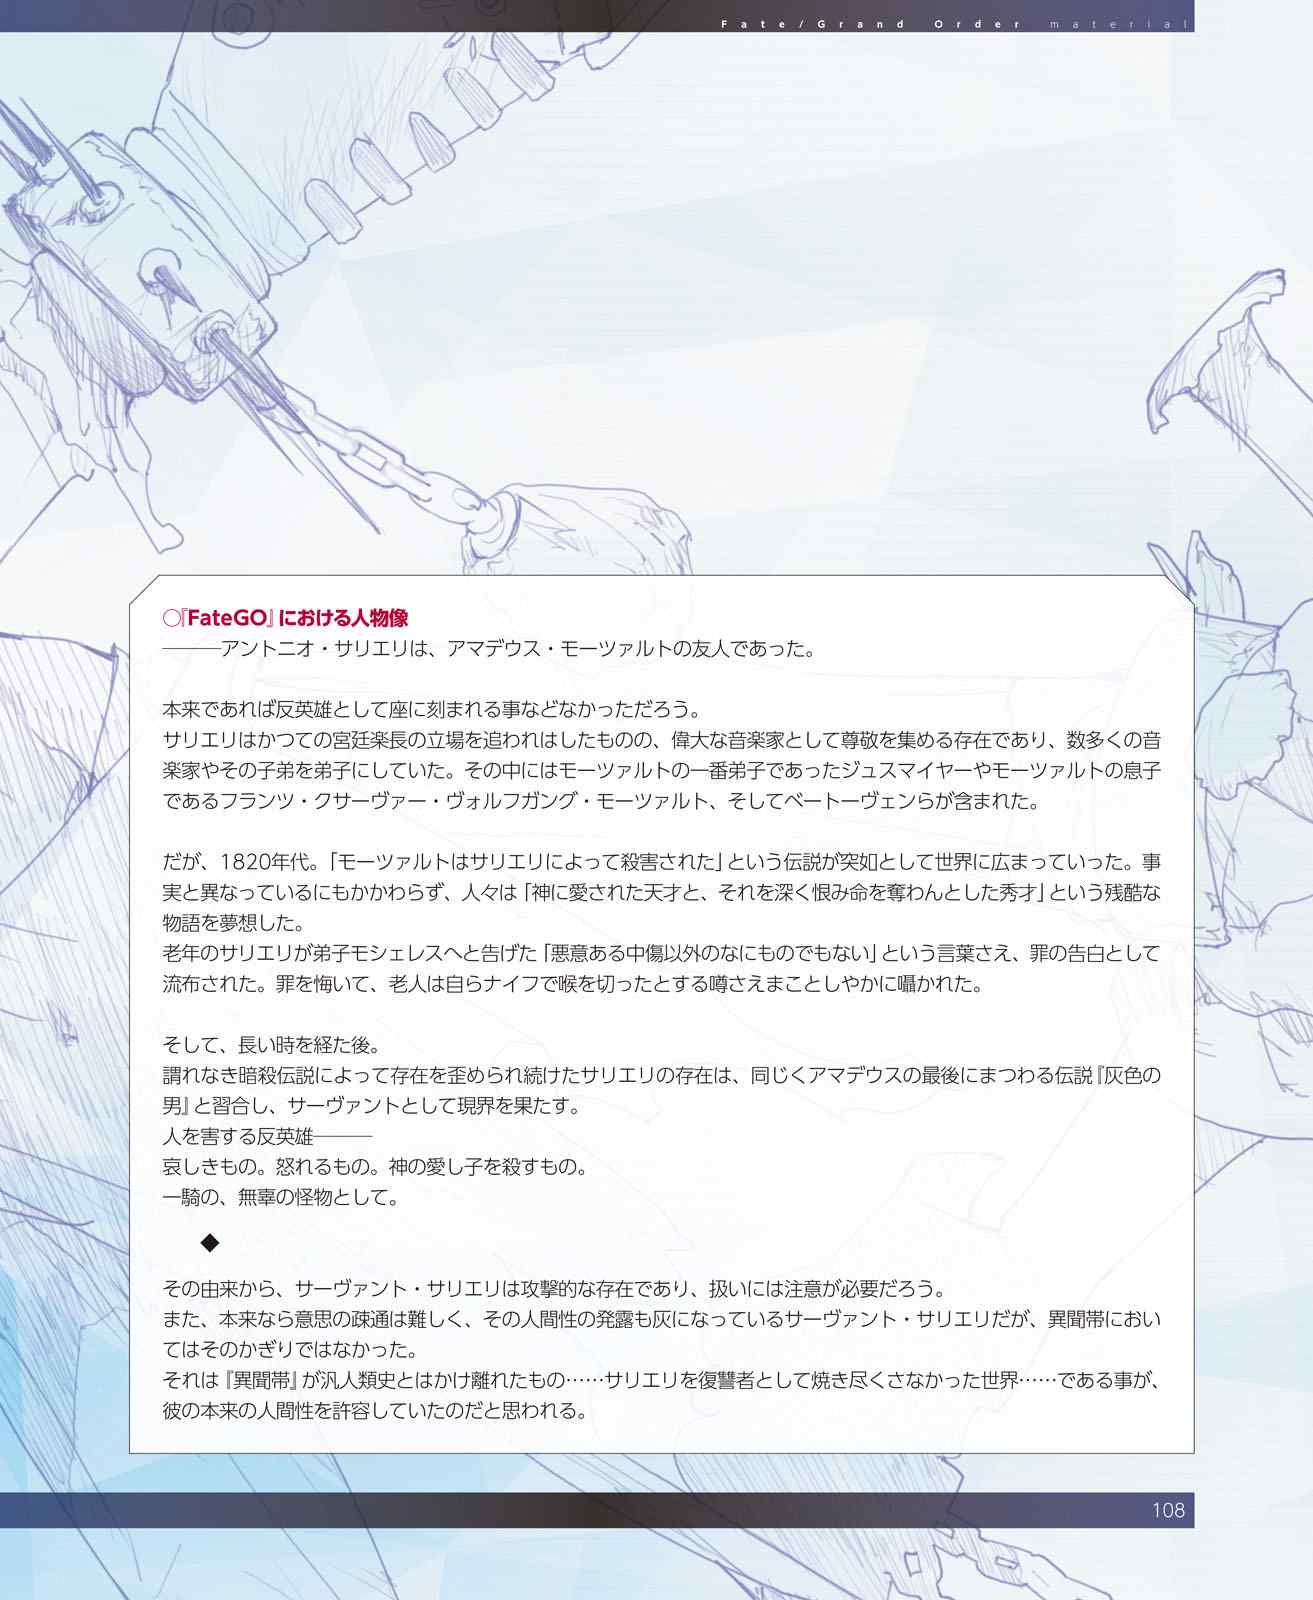 Fate/Grand Order material
○『FateGO』における人物像
―――アントニオ・サリエリは、アマデウス・モーツァルトの友人であった。
本来であれば反英雄として座に刻まれる事などなかっただろう。
サリエリはかつての宮廷楽長の立場を追われはしたものの、偉大な音楽家として尊敬を集める存在であり、数多くの音
楽家やその子弟を弟子にしていた。その中にはモーツァルトの一番弟子であったジュスマイヤーやモーツァルトの息子
であるフランツ・クサーヴァー・ヴォルフガング・モーツァルト、そしてベートーヴェンらが含まれた。
だが、1820年代。「モーツァルトはサリエリによって殺害された」という伝説が突如として世界に広まっていった。事
実と異なっているにもかかわらず、人々は「神に愛された天才と、それを深く恨み命を奪わんとした秀才」という残酷な
物語を夢想した。
老年のサリエリが弟子モシェレスへと告げた「悪意ある中傷以外のなにものでもない」という言葉さえ、罪の告白として
流布された。罪を悔いて、老人は自らナイフで喉を切ったとする噂さえまことしやかに囁かれた。
そして、長い時を経た後。
謂れなき暗殺伝説によって存在を歪められ続けたサリエリの存在は、同じくアマデウスの最後にまつわる伝説『灰色の
男』と習合し、サーヴァントとして現界を果たす。
人を害する反英雄―――
哀しきもの。怒れるもの。神の愛し子を殺すもの。
一騎の、無辜の怪物として。
◆
その由来から、サーヴァント・サリエリは攻撃的な存在であり、扱いには注意が必要だろう。
また、本来なら意思の疎通は難しく、その人間性の発露も灰になっているサーヴァント・サリエリだが、異聞帯におい
てはそのかぎりではなかった。
それは『異聞帯』が汎人類史とはかけ離れたもの……サリエリを復讐者として焼き尽くさなかった世界……である事が、
彼の本来の人間性を許容していたのだと思われる。
108